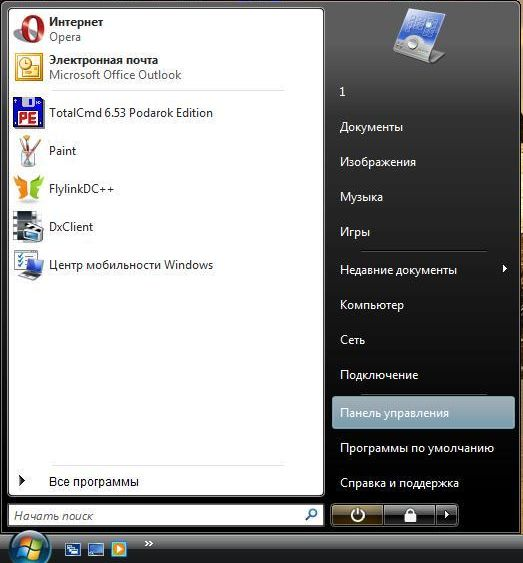 Интернет
Opera
Электронная почта
Microsoft Office Outlook
TotalCmd 6.53 Podarok Edition
Paint
FlylinkDC++
DxClient
Центр мобильности Windows
Все программы
Начать поиск
1
Документы
Изображения
Музыка
Игры
Недавние документы
Компьютер
Сеть
Подключение
Панель управления
Программы по умолчанию
Справка и поддержка
PE
»